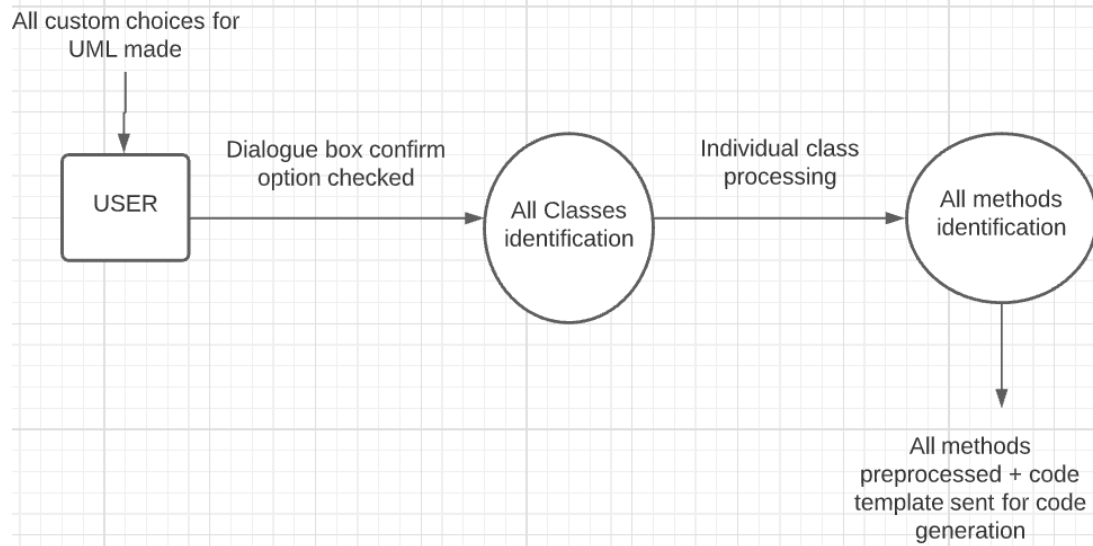 All custom choices for
UML made
USER
Dialogue box confirm
option checked
All Classes
identification
Individual class
processing
All methods
identification
All methods
preprocessed + code
template sent for code
generation